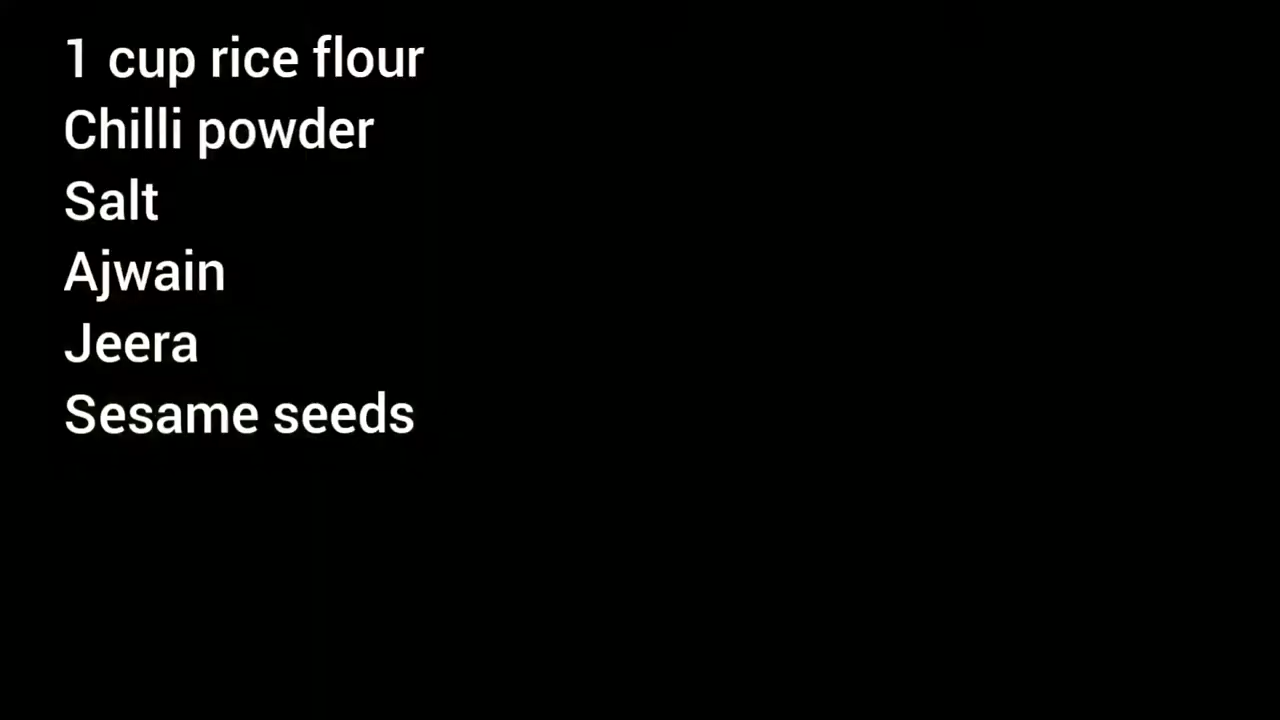 1 cup rice flour
Chilli powder
Salt
Ajwain
Jeera
Sesame seeds